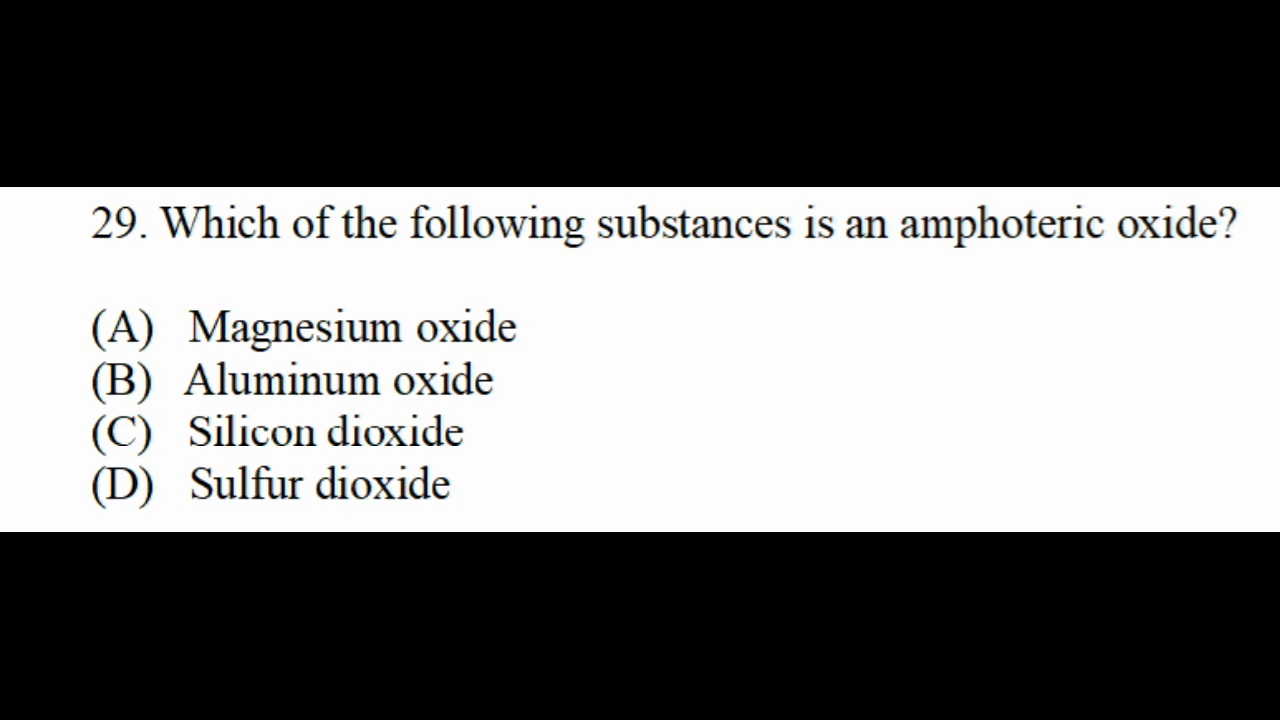 29. Which of the following substances is an amphoteric oxide?
(A) Magnesium oxide
(B) Aluminum oxide
(C) Silicon dioxide
(D) Sulfur dioxide